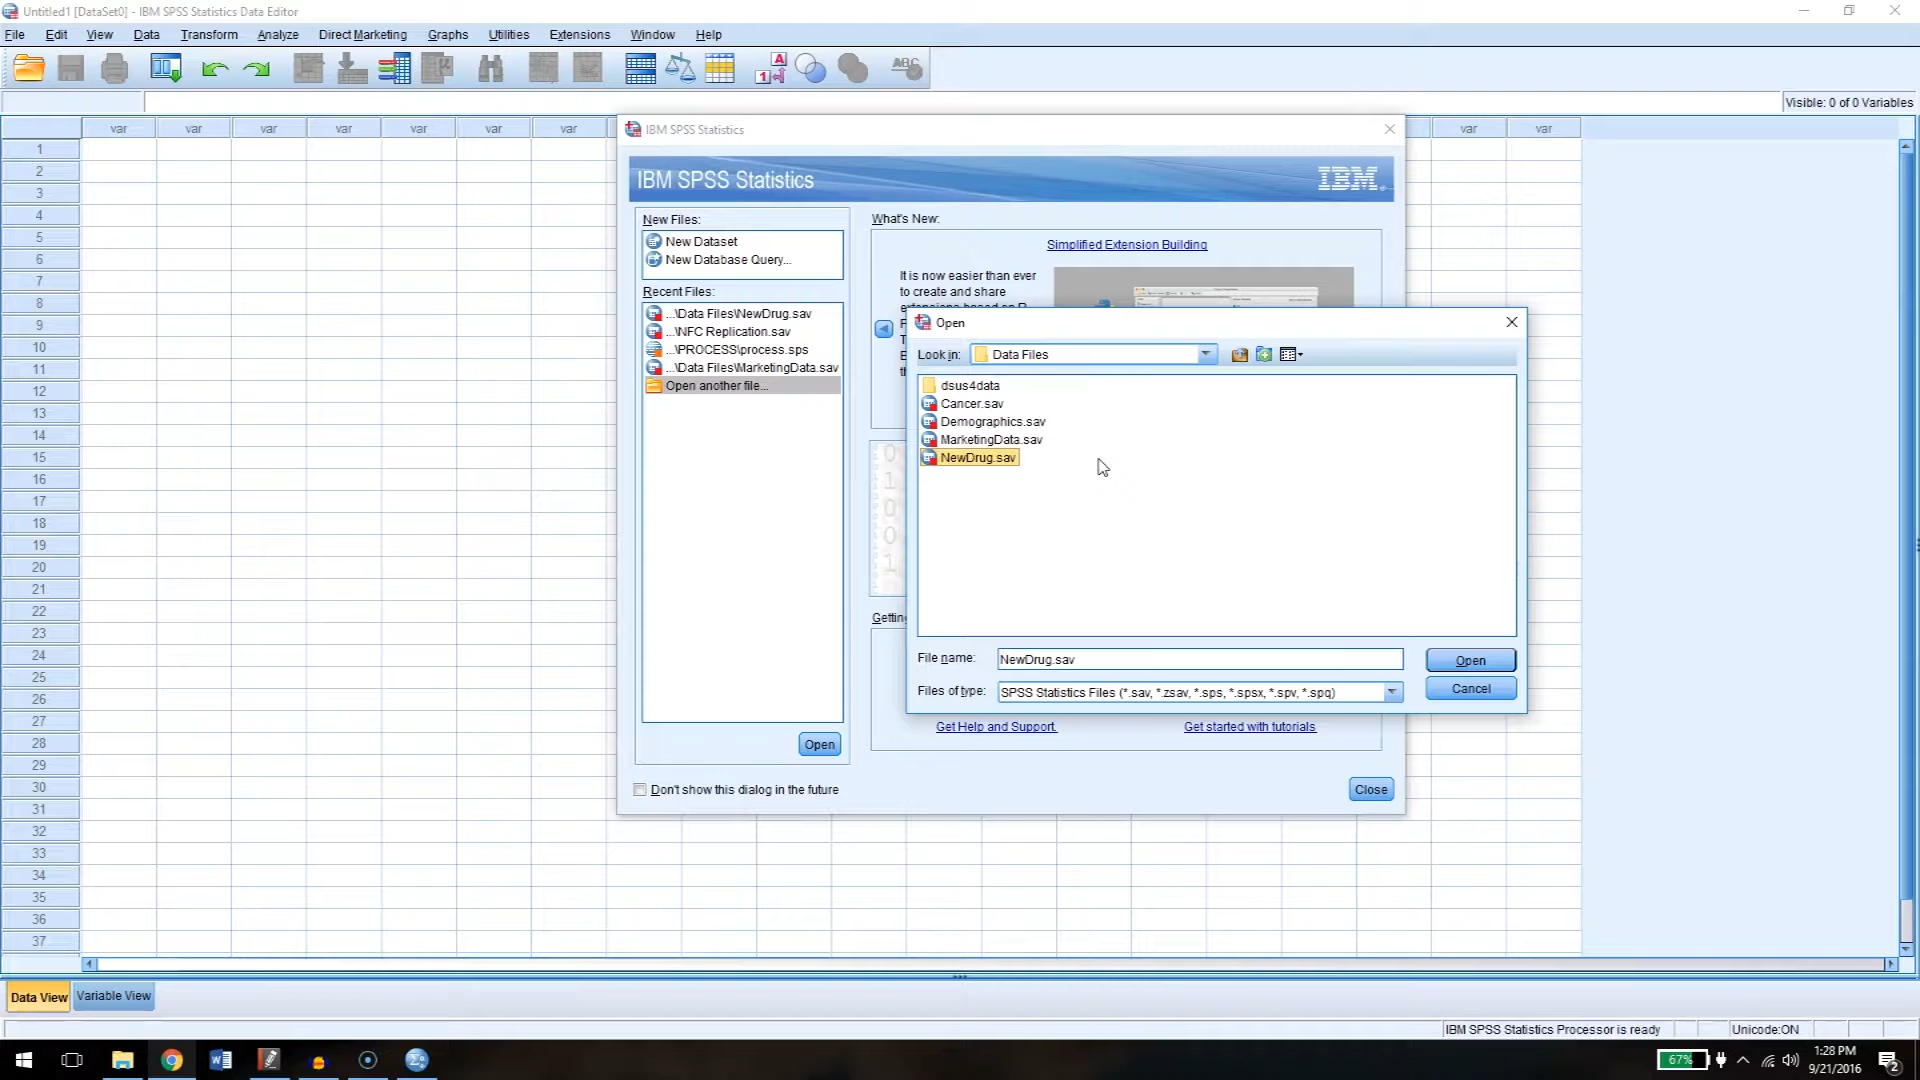 Untitled1 [DataSet0] - IBM SPSS Statistics Data Editor
File Edit View Data Transform Analyze Direct Marketing Graphs Utilities Extensions Window Help
Visible: 0 of 0 Variables
var var var var var var var var var
IBM SPSS Statistics
IBM SPSS Statistics IBM
New Files:
New Dataset
New Database Query...
Recent Files:
...\Data Files\NewDrug.sav
...\NFC Replication.sav
...\PROCESS\process.sps
...\Data Files\MarketingData.sav
Open another file...
Open
Don't show this dialog in the future
What's New:
Simplified Extension Building
It is now easier than ever
to create and share
Getting
Get Help and Support.
Get started with tutorials.
Close
Open
Look in: Data Files
dsus4data
Cancer.sav
Demographics.sav
MarketingData.sav
NewDrug.sav
File name: NewDrug.sav
Open
Files of type: SPSS Statistics Files (*.sav, *.zsav, *.sps, *.spsx, *.spv, *.spq)
Cancel
1
2
3
4
5
6
7
8
9
10
11
12
13
14
15
16
17
18
19
20
21
22
23
24
25
26
27
28
29
30
31
32
33
34
35
36
37
Data View Variable View
IBM SPSS Statistics Processor is ready Unicode:ON
67%
1:28 PM
9/21/2016
2